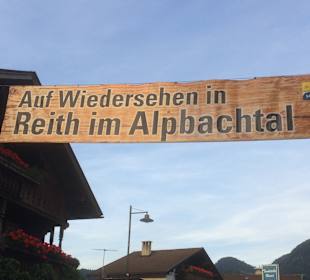 Auf Wiedersehen in
Reith im Alpbachtal